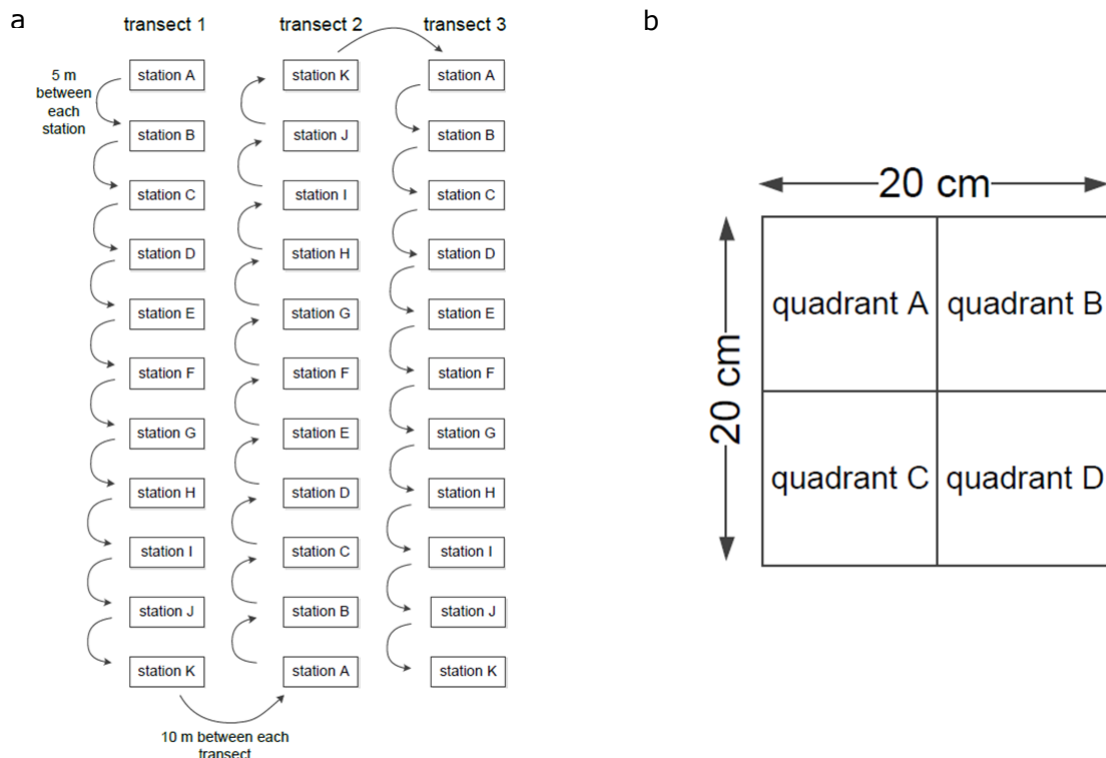 a
transect 1
transect 2
transect 3
5 m
between
each
station
station A
station B
station C
station D
station E
station F
station G
station H
station I
station J
station K
station K
station J
station I
station H
station G
station F
station E
station D
station C
station B
station A
station A
station B
station C
station D
station E
station F
station G
station H
station I
station J
station K
10 m between each
transect
b
20 cm
20 cm
quadrant A
quadrant B
quadrant C
quadrant D